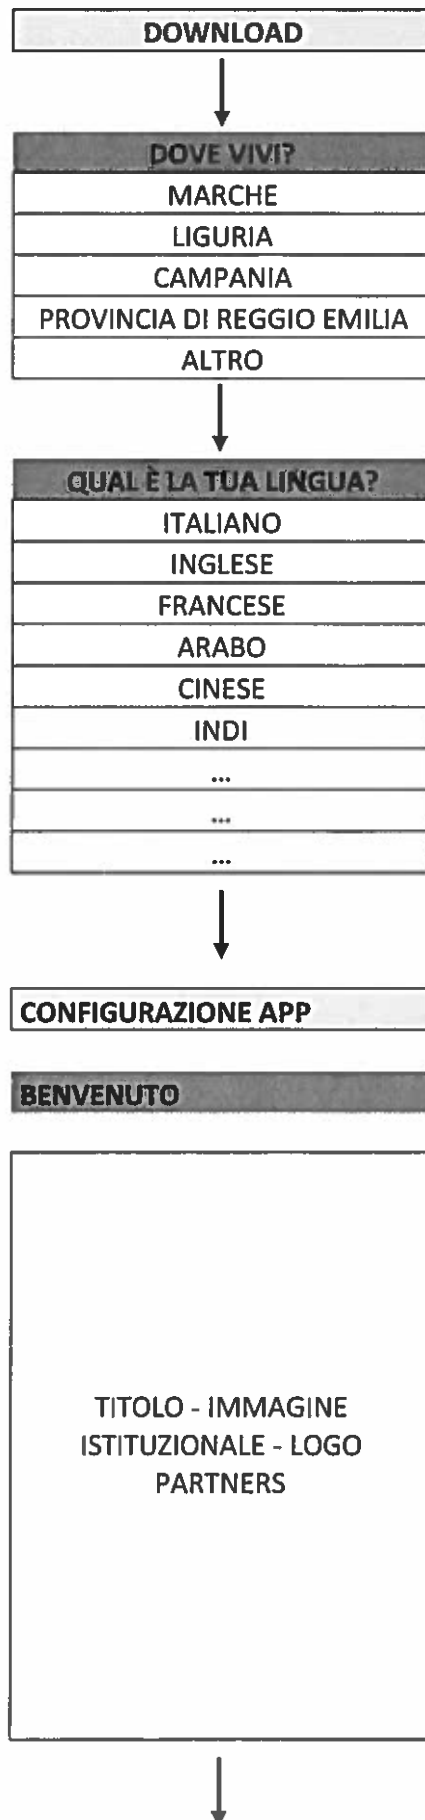 DOWNLOAD
DOVE VIVI?
MARCHE
LIGURIA
CAMPANIA
PROVINCIA DI REGGIO EMILIA
ALTRO
QUAL È LA TUA LINGUA?
ITALIANO
INGLESE
FRANCESE
ARABO
CINESE
INDI
...
...
...
CONFIGURAZIONE APP
BENVENUTO
TITOLO - IMMAGINE
ISTITUZIONALE - LOGO
PARTNERS